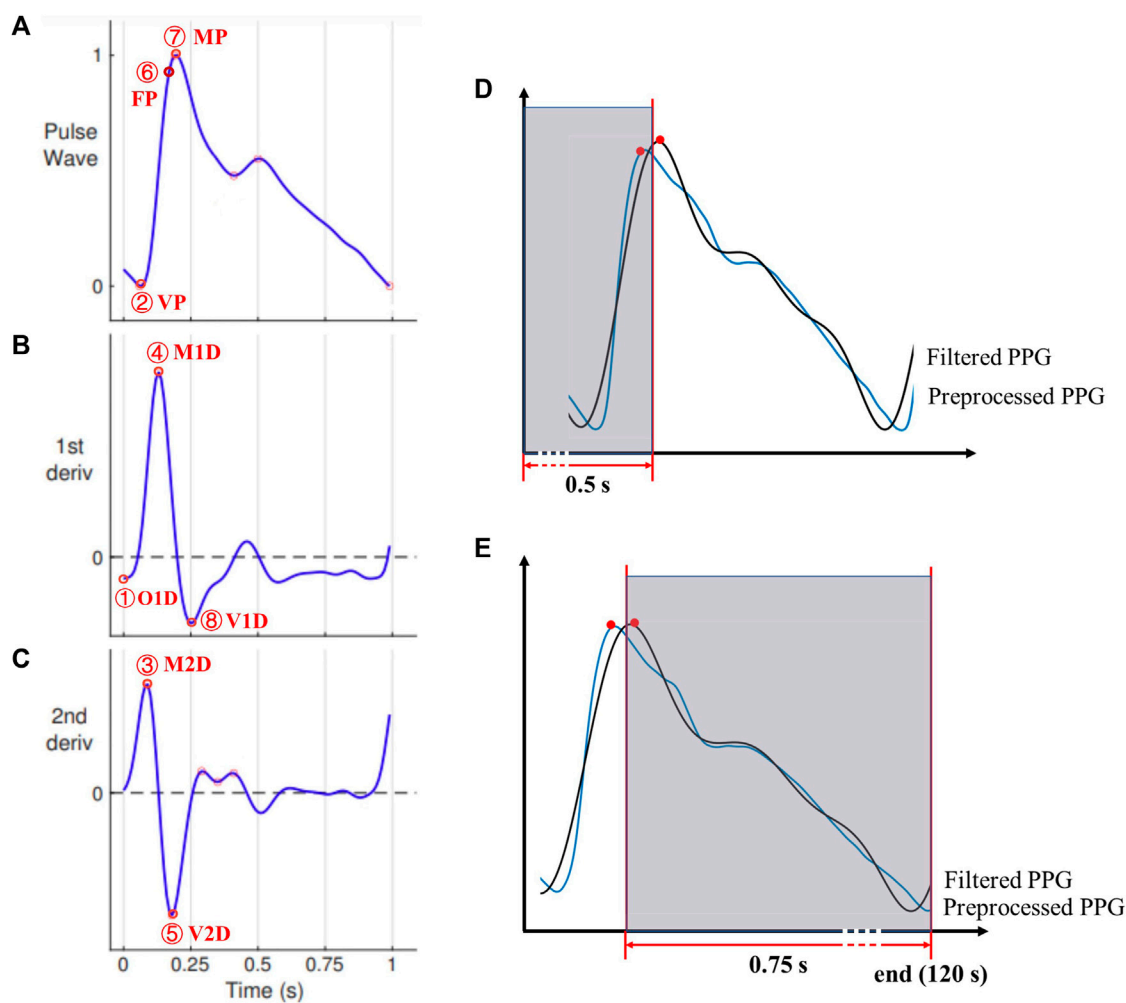 A
⑦ MP
1
⑥
FP
Pulse
Wave
0
② VP
B
④ M1D
1st
deriv
0
① O1D
⑧ V1D
C
③ M2D
2nd
deriv
0
⑤ V2D
0 0.25 0.5 0.75 1
Time (s)
D
Filtered PPG
Preprocessed PPG
0.5 s
E
Filtered PPG
Preprocessed PPG
0.75 s
end (120 s)